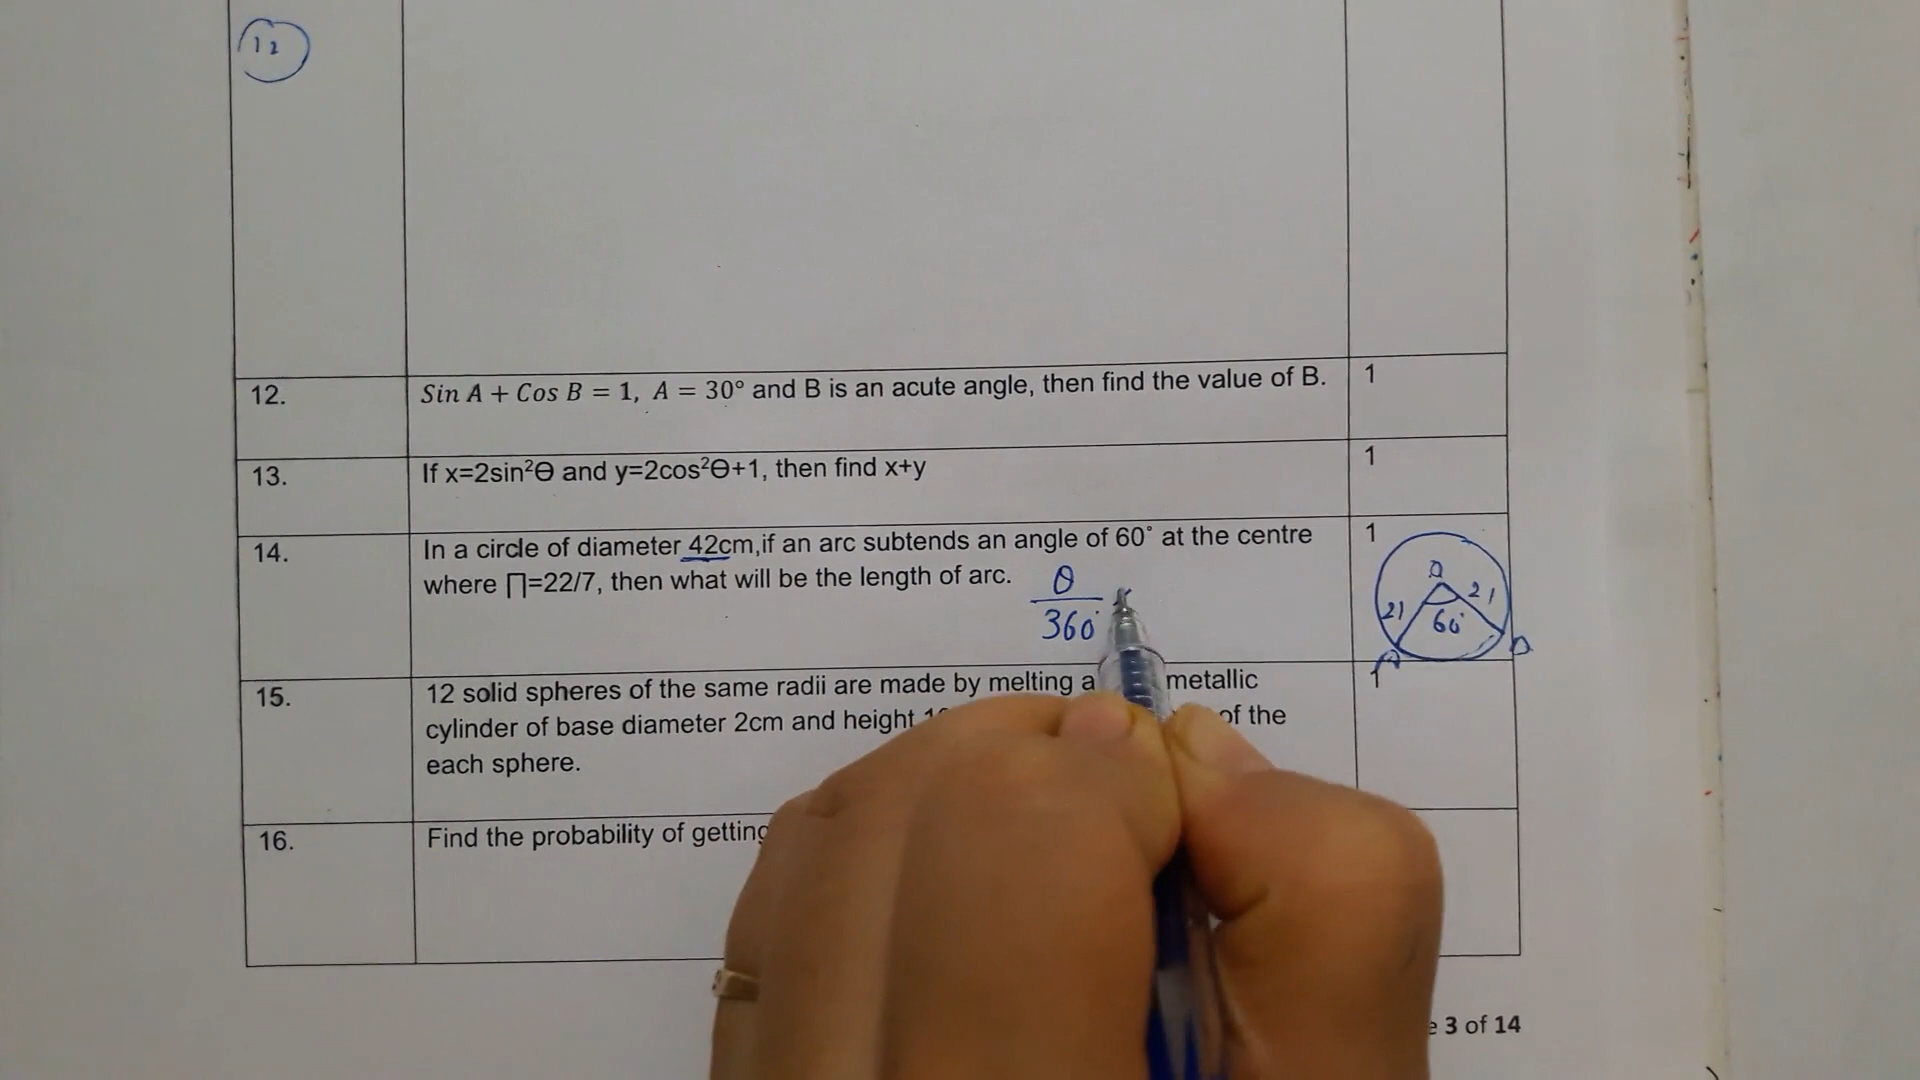 12
12.
Sin A + Cos B = 1, A = 30° and B is an acute angle, then find the value of B.
1
13.
If x=2sin²Θ and y=2cos²Θ+1, then find x+y
1
14.
In a circle of diameter 42cm,if an arc subtends an angle of 60˚ at the centre
where ∏=22/7, then what will be the length of arc.
1
θ
360°
O
21
21
60°
A
B
15.
12 solid spheres of the same radii are made by melting a metallic
cylinder of base diameter 2cm and height of the
each sphere.
1
16.
Find the probability of getting
3 of 14